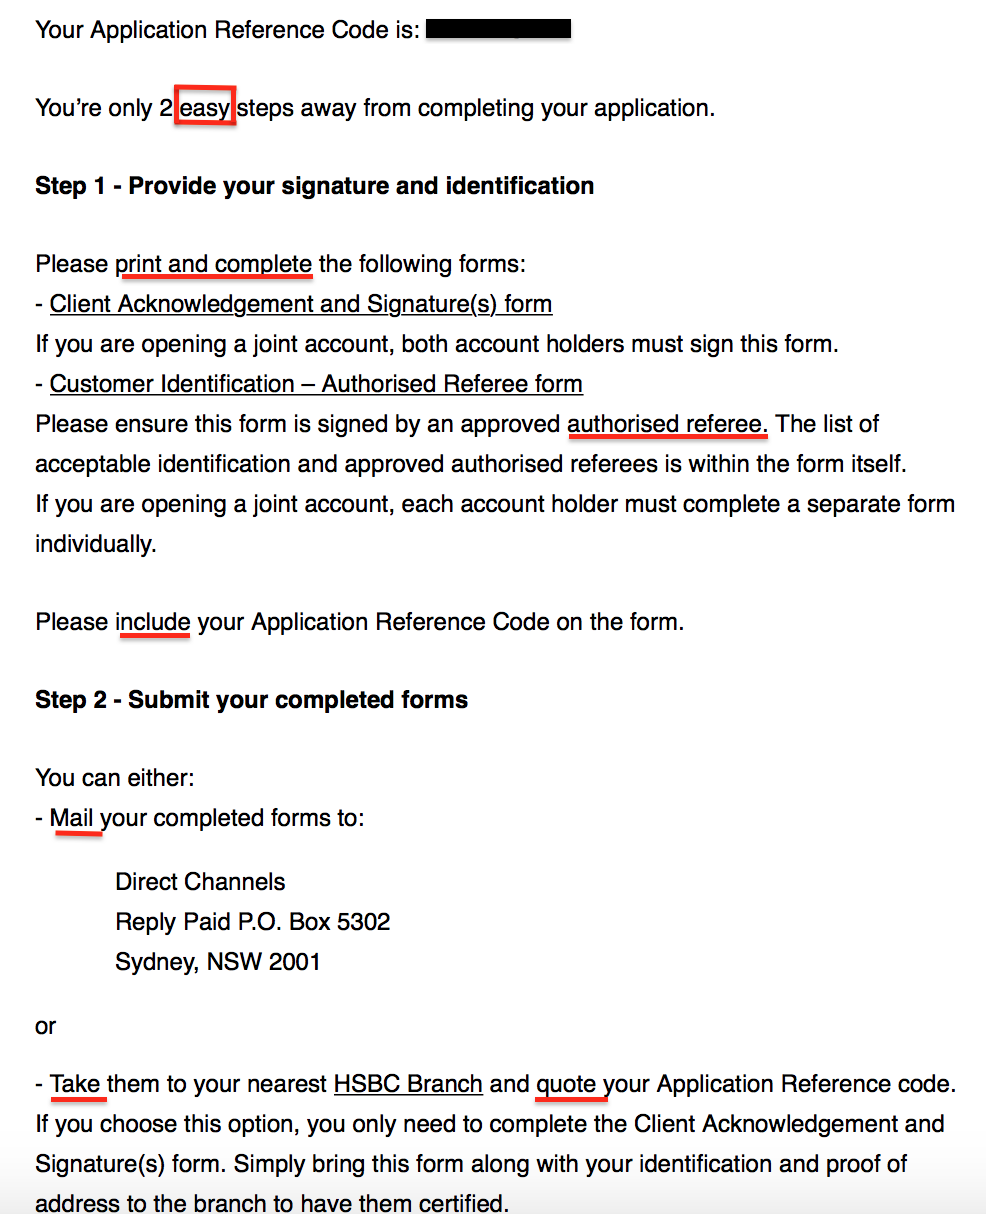 Your Application Reference Code is:
You're only 2 easy steps away from completing your application.
Step 1 - Provide your signature and identification
Please print and complete the following forms:
- Client Acknowledgement and Signature(s) form
If you are opening a joint account, both account holders must sign this form.
- Customer Identification – Authorised Referee form
Please ensure this form is signed by an approved authorised referee. The list of
acceptable identification and approved authorised referees is within the form itself.
If you are opening a joint account, each account holder must complete a separate form
individually.
Please include your Application Reference Code on the form.
Step 2 - Submit your completed forms
You can either:
- Mail your completed forms to:
Direct Channels
Reply Paid P.O. Box 5302
Sydney, NSW 2001
or
- Take them to your nearest HSBC Branch and quote your Application Reference code.
If you choose this option, you only need to complete the Client Acknowledgement and
Signature(s) form. Simply bring this form along with your identification and proof of
address to the branch to have them certified.